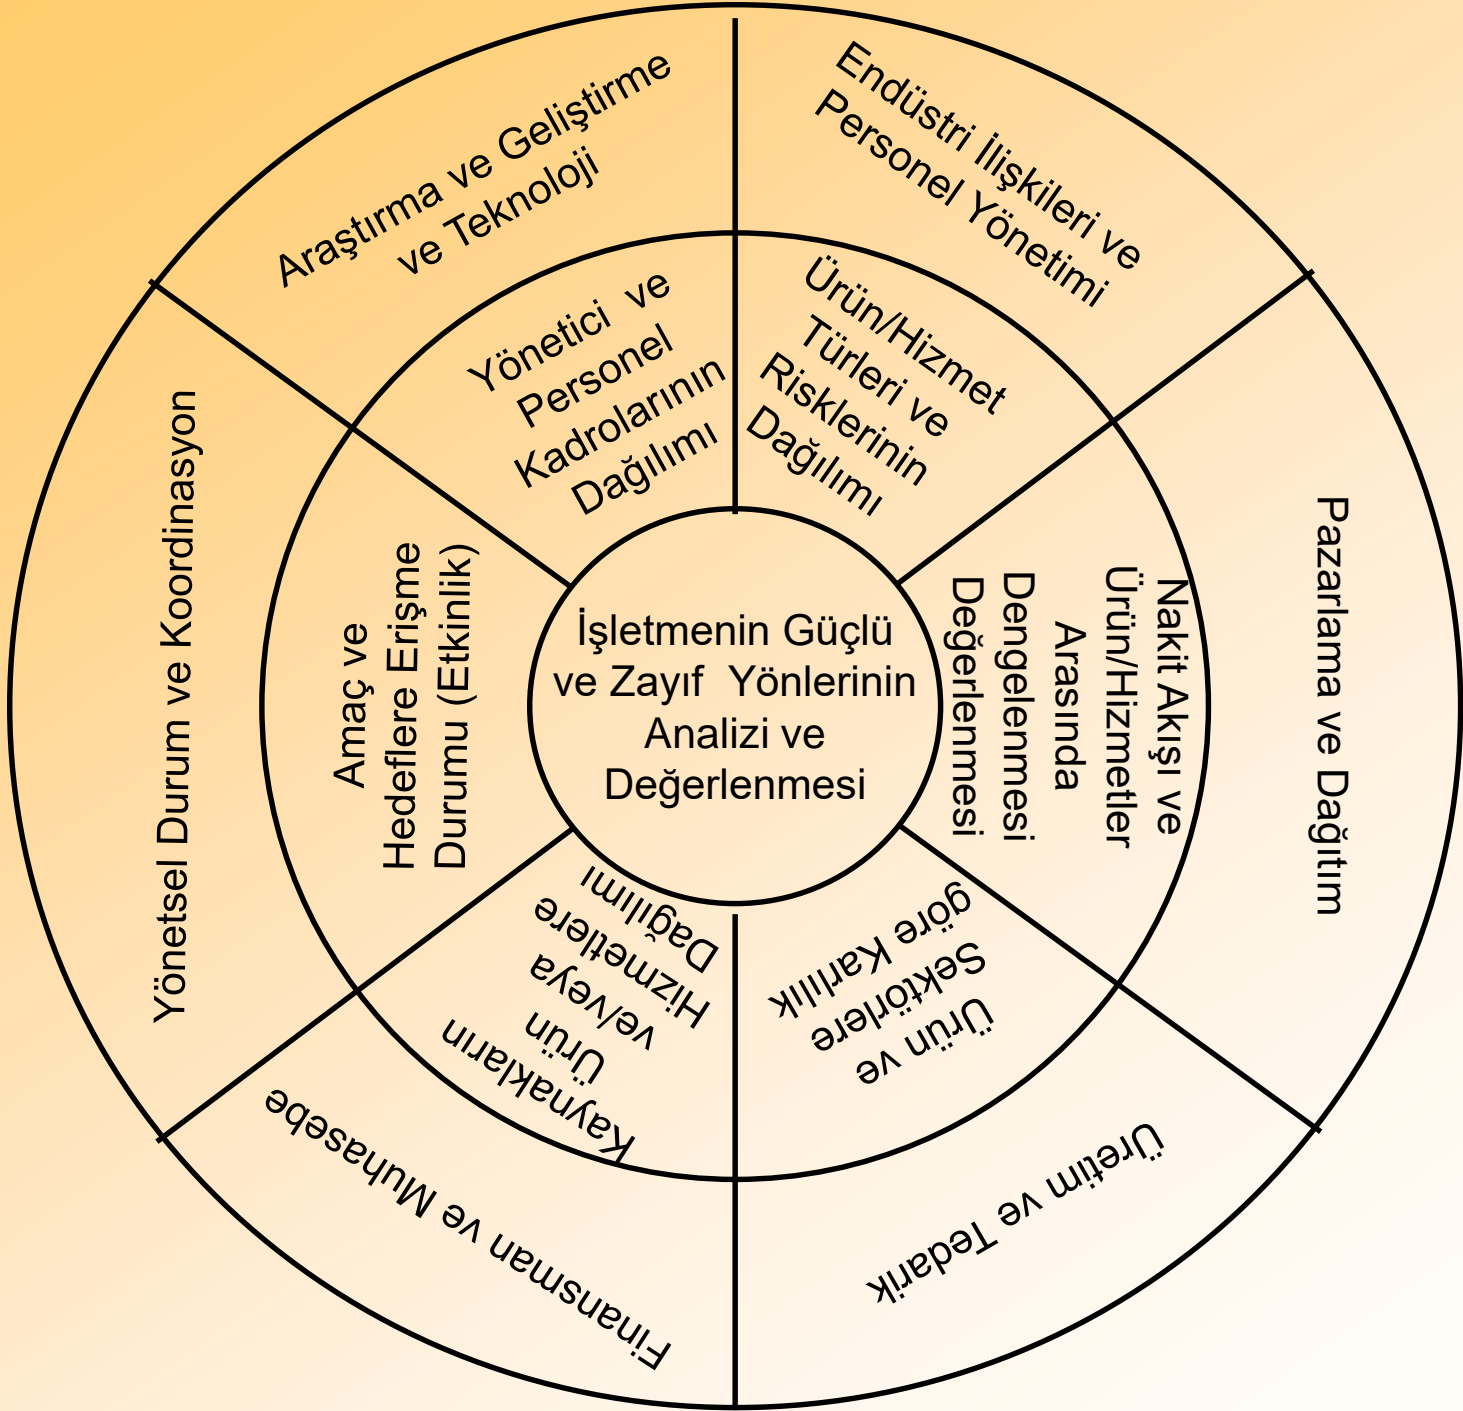 Araştırma ve Geliştirme
ve Teknoloji
Endüstri İlişkileri ve
Personel Yönetimi
Pazarlama ve Dağıtım
Üretim ve Tedarik
Finansman ve Muhasebe
Yönetsel Durum ve Koordinasyon
Yönetici ve
Personel
Kadrolarının
Dağılımı
Ürün/Hizmet
Türleri ve
Risklerinin
Dağılımı
Nakit Akışı ve
Ürün/Hizmetler
Arasında
Dengelenmesi
Değerlenmesi
Ürün ve
Sektörlere
göre Karlılık
Kaynakların
Ürün
ve/veya
Hizmetlere
Dağılımı
Amaç ve
Hedeflere Erişme
Durumu (Etkinlik)
İşletmenin Güçlü
ve Zayıf Yönlerinin
Analizi ve
Değerlenmesi